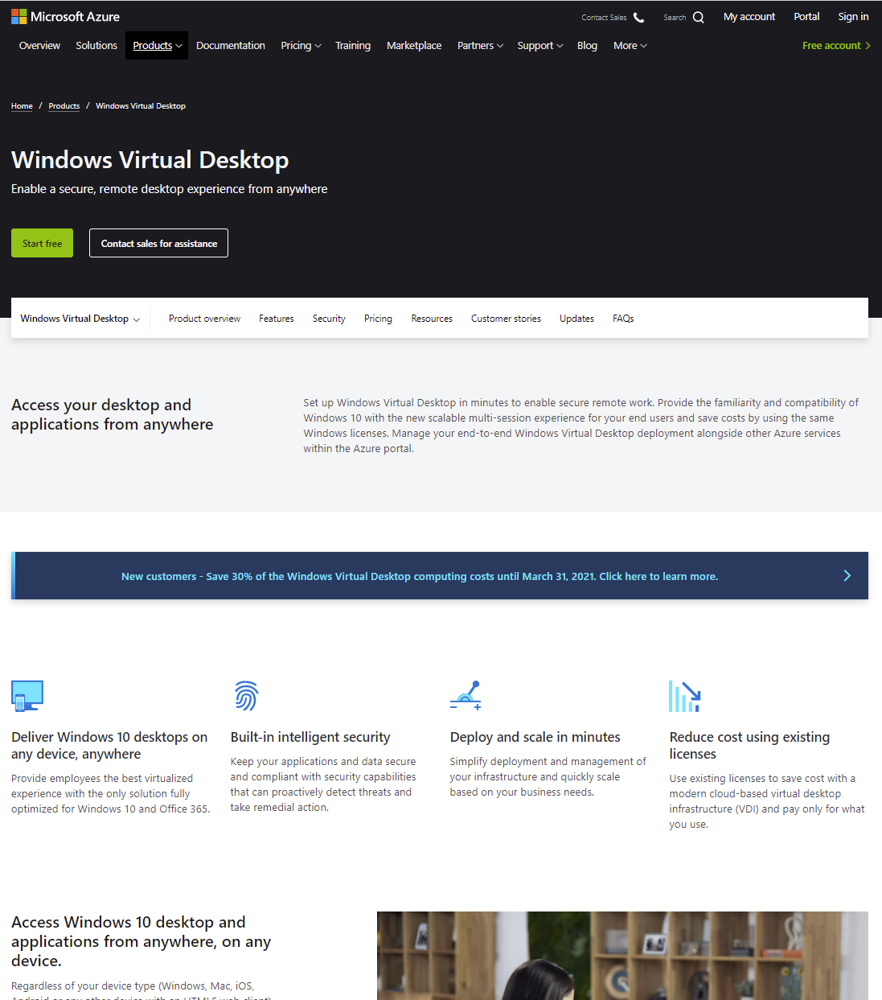 Microsoft Azure
Contact Sales
Search
My account
Portal
Sign in
Overview
Solutions
Products
Documentation
Pricing
Training
Marketplace
Partners
Support
Blog
More
Free account
Home / Products / Windows Virtual Desktop
Windows Virtual Desktop
Enable a secure, remote desktop experience from anywhere
Start free
Contact sales for assistance
Windows Virtual Desktop
Product overview
Features
Security
Pricing
Resources
Customer stories
Updates
FAQs
Access your desktop and
applications from anywhere
Set up Windows Virtual Desktop in minutes to enable secure remote work. Provide the familiarity and compatibility of
Windows 10 with the new scalable multi-session experience for your end users and save costs by using the same
Windows licenses. Manage your end-to-end Windows Virtual Desktop deployment alongside other Azure services
within the Azure portal.
New customers - Save 30% of the Windows Virtual Desktop computing costs until March 31, 2021. Click here to learn more.
Deliver Windows 10 desktops on
any device, anywhere
Provide employees the best virtualized
experience with the only solution fully
optimized for Windows 10 and Office 365.
Built-in intelligent security
Keep your applications and data secure
and compliant with security capabilities
that can proactively detect threats and
take remedial action.
Deploy and scale in minutes
Simplify deployment and management of
your infrastructure and quickly scale
based on your business needs.
Reduce cost using existing
licenses
Use existing licenses to save cost with a
modern cloud-based virtual desktop
infrastructure (VDI) and pay only for what
you use.
Access Windows 10 desktop and
applications from anywhere, on any
device.
Regardless of your device type (Windows, Mac, iOS,
Android or any other device with an HTML5 web client)